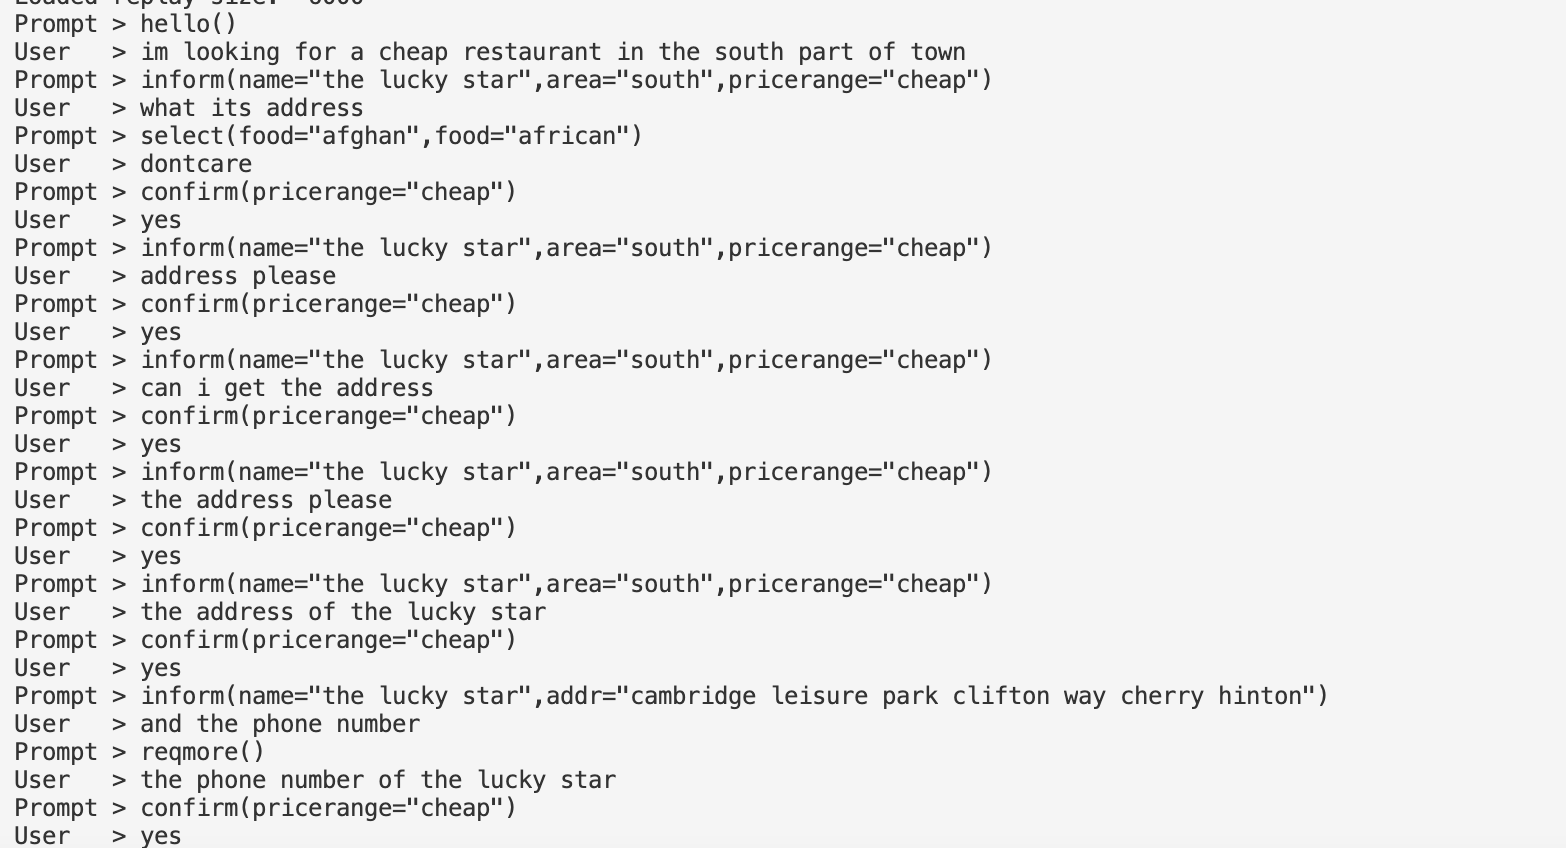 Loaded replay size: 6000
Prompt > hello()
User   > im looking for a cheap restaurant in the south part of town
Prompt > inform(name="the lucky star",area="south",pricerange="cheap")
User   > what its address
Prompt > select(food="afghan",food="african")
User   > dontcare
Prompt > confirm(pricerange="cheap")
User   > yes
Prompt > inform(name="the lucky star",area="south",pricerange="cheap")
User   > address please
Prompt > confirm(pricerange="cheap")
User   > yes
Prompt > inform(name="the lucky star",area="south",pricerange="cheap")
User   > can i get the address
Prompt > confirm(pricerange="cheap")
User   > yes
Prompt > inform(name="the lucky star",area="south",pricerange="cheap")
User   > the address please
Prompt > confirm(pricerange="cheap")
User   > yes
Prompt > inform(name="the lucky star",area="south",pricerange="cheap")
User   > the address of the lucky star
Prompt > confirm(pricerange="cheap")
User   > yes
Prompt > inform(name="the lucky star",addr="cambridge leisure park clifton way cherry hinton")
User   > and the phone number
Prompt > reqmore()
User   > the phone number of the lucky star
Prompt > confirm(pricerange="cheap")
User   > yes